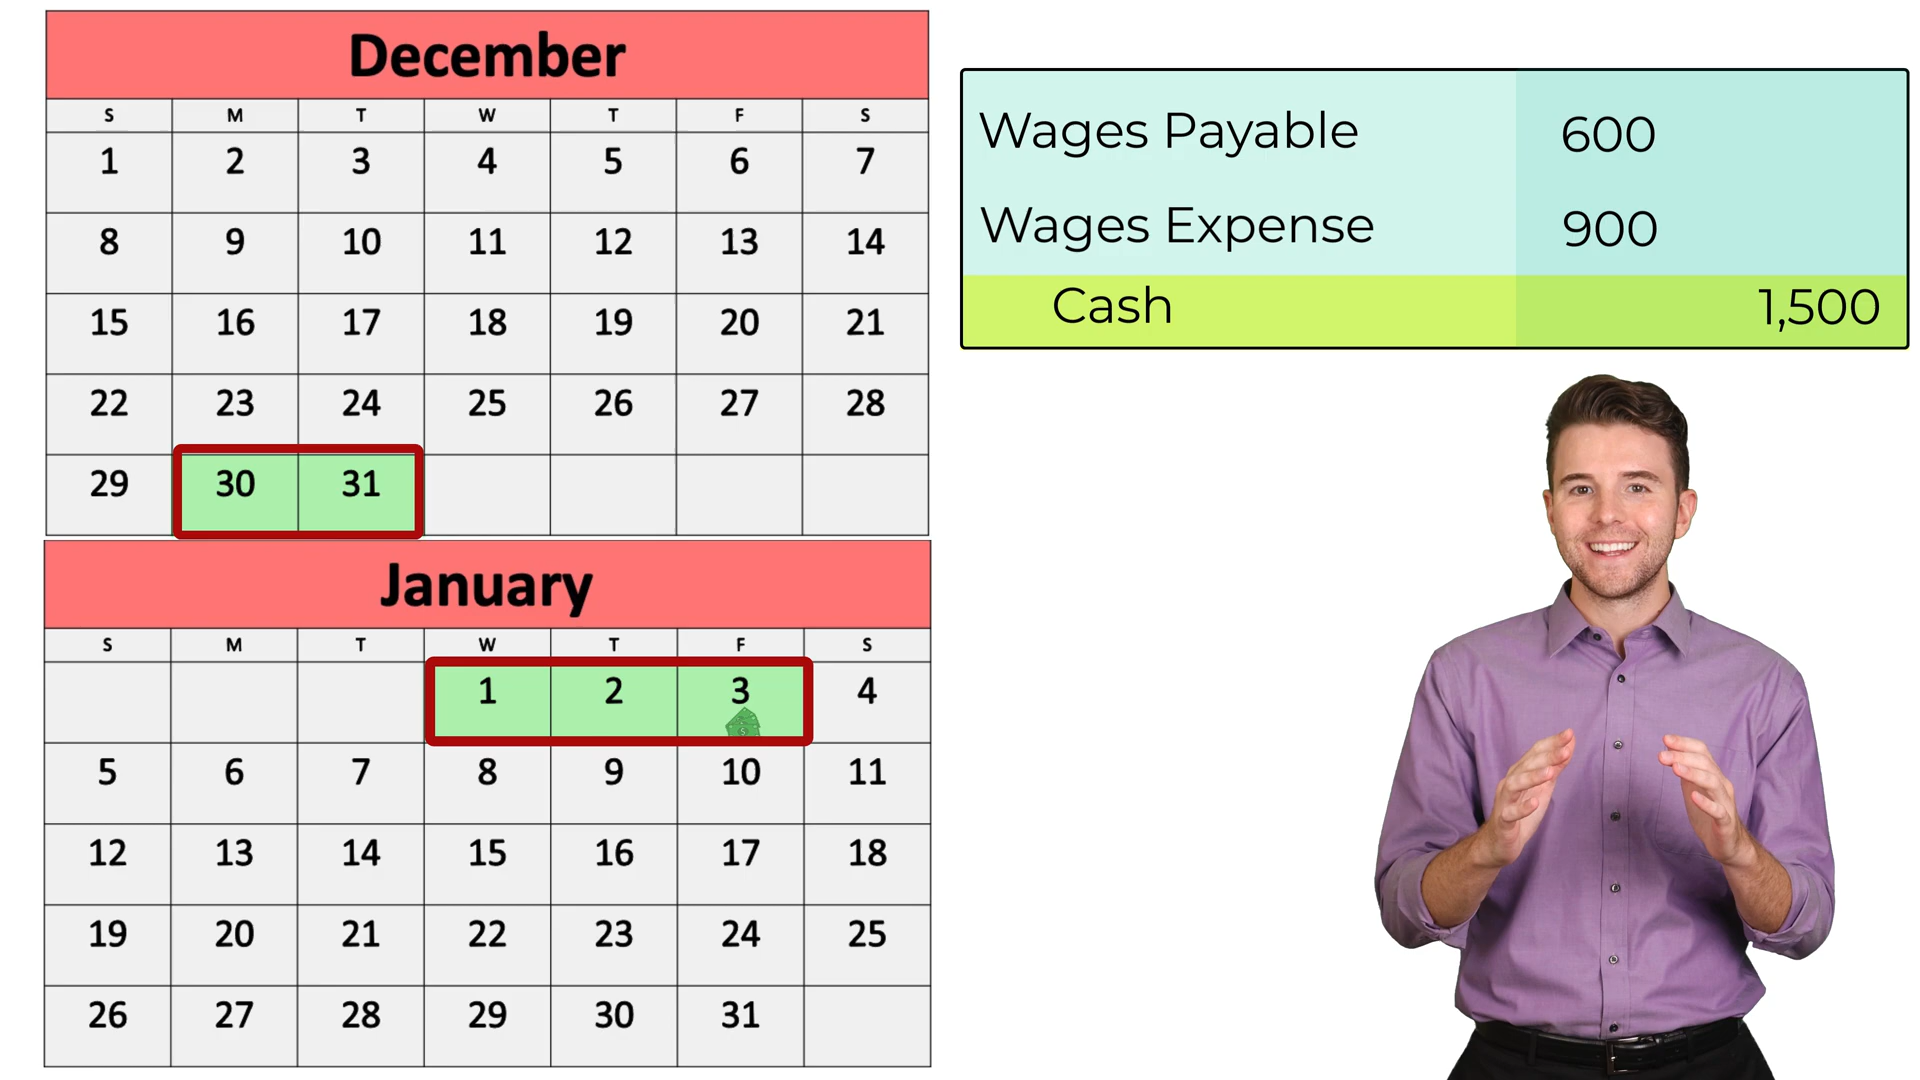 December
S M T W T F S
1 2 3 4 5 6 7
8 9 10 11 12 13 14
15 16 17 18 19 20 21
22 23 24 25 26 27 28
29 30 31
January
S M T W T F S
1 2 3 4
5 6 7 8 9 10 11
12 13 14 15 16 17 18
19 20 21 22 23 24 25
26 27 28 29 30 31
Wages Payable 600
Wages Expense 900
Cash 1,500